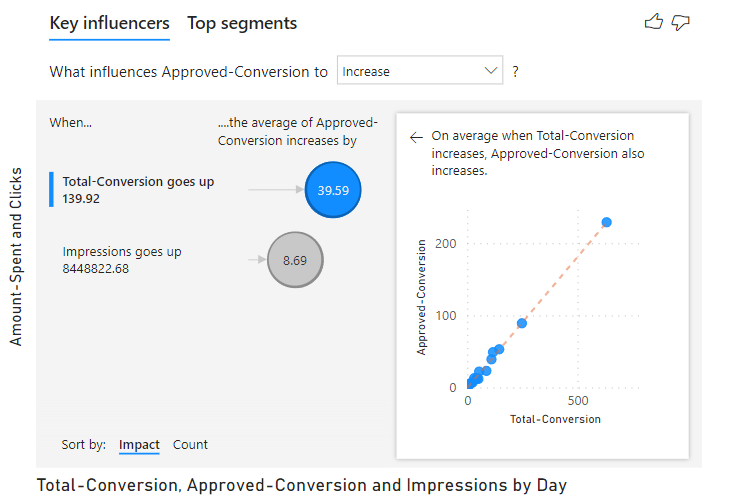 Key influencers Top segments
What influences Approved-Conversion to Increase ?
When...
....the average of Approved-
Conversion increases by
Total-Conversion goes up
139.92
39.59
Impressions goes up
8448822.68
8.69
Sort by: Impact Count
← On average when Total-Conversion
increases, Approved-Conversion also
increases.
Approved-Conversion
200
100
0
0 500
Total-Conversion
Amount-Spent and Clicks
Total-Conversion, Approved-Conversion and Impressions by Day